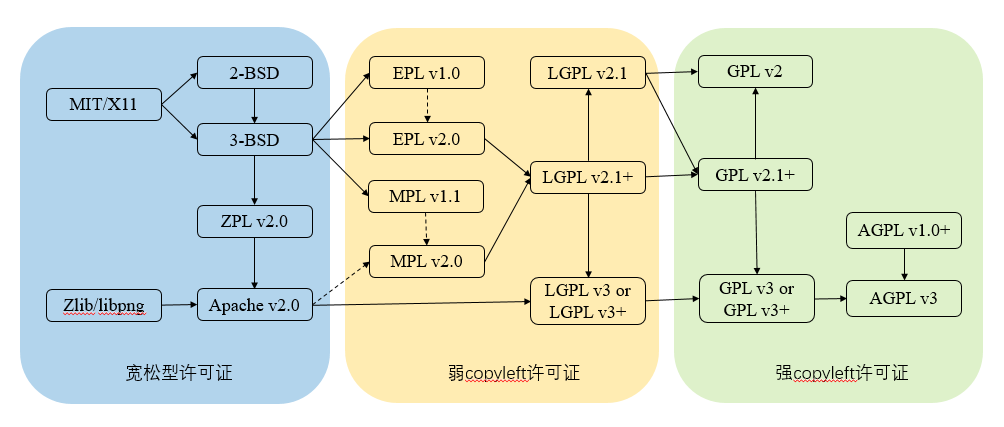 2-BSD
MIT/X11
3-BSD
ZPL v2.0
Zlib/libpng
Apache v2.0
宽松型许可证
EPL v1.0
EPL v2.0
MPL v1.1
MPL v2.0
LGPL v2.1
LGPL v2.1+
LGPL v3 or
LGPL v3+
弱copyleft许可证
GPL v2
GPL v2.1+
GPL v3 or
GPL v3+
AGPL v1.0+
AGPL v3
强copyleft许可证